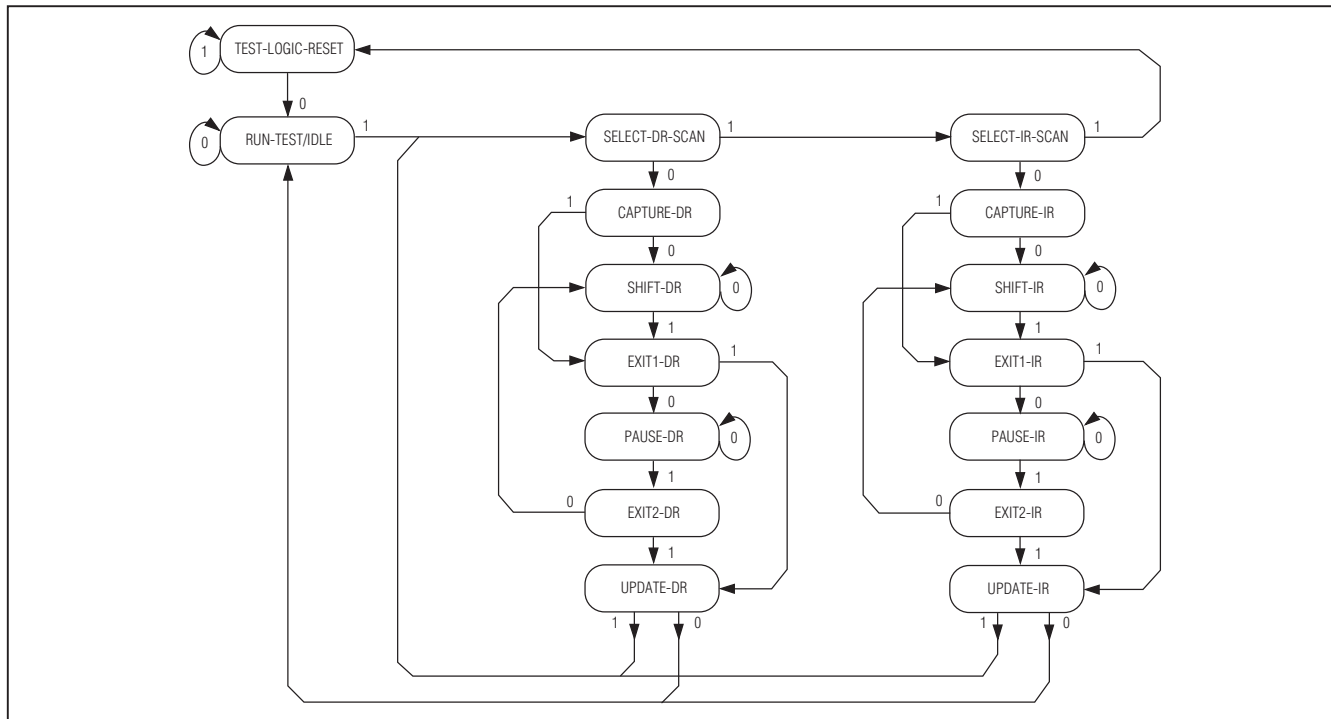 1
TEST-LOGIC-RESET
0
0
RUN-TEST/IDLE
1
SELECT-DR-SCAN
1
SELECT-IR-SCAN
1
0
0
1
CAPTURE-DR
1
CAPTURE-IR
0
0
SHIFT-DR
0
SHIFT-IR
0
1
1
EXIT1-DR
1
EXIT1-IR
1
0
0
PAUSE-DR
0
PAUSE-IR
0
1
1
0
EXIT2-DR
0
EXIT2-IR
1
1
UPDATE-DR
UPDATE-IR
1
0
1
0